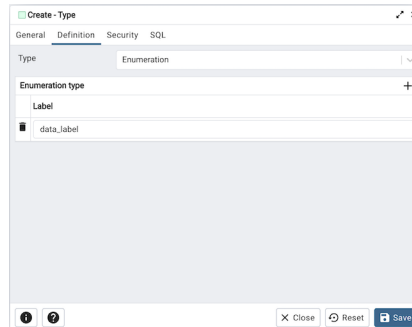 Create - Type
General Definition Security SQL
Type Enumeration
Enumeration type
Label
data_label
Close Reset Save